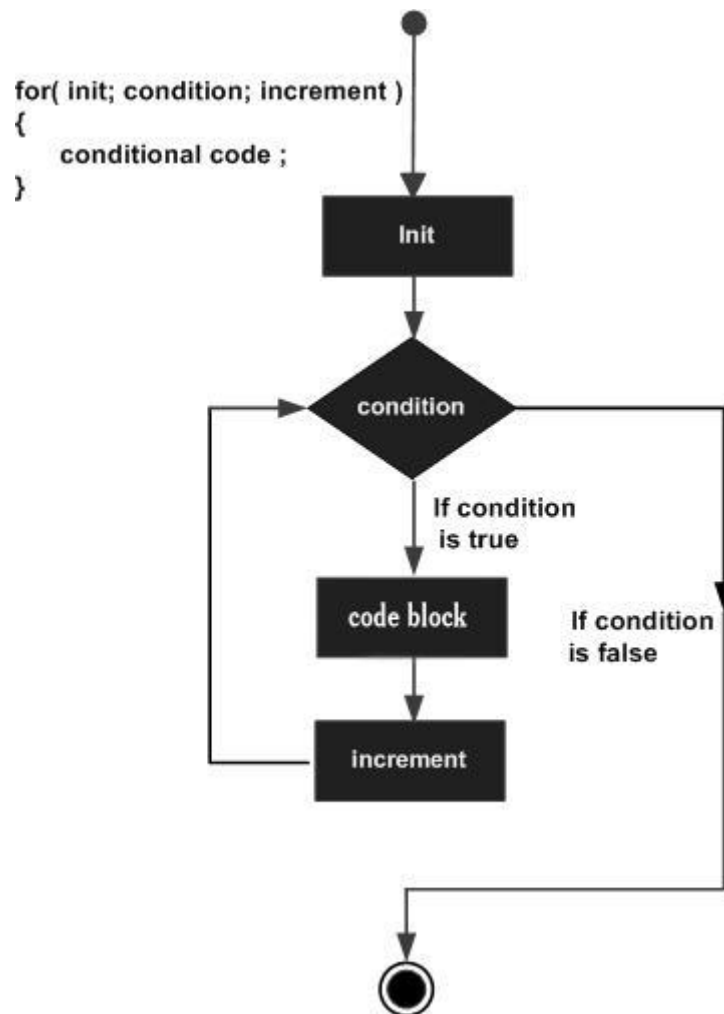 for( init; condition; increment )
{
conditional code ;
}
Init
condition
If condition
is true
code block
If condition
is false
increment